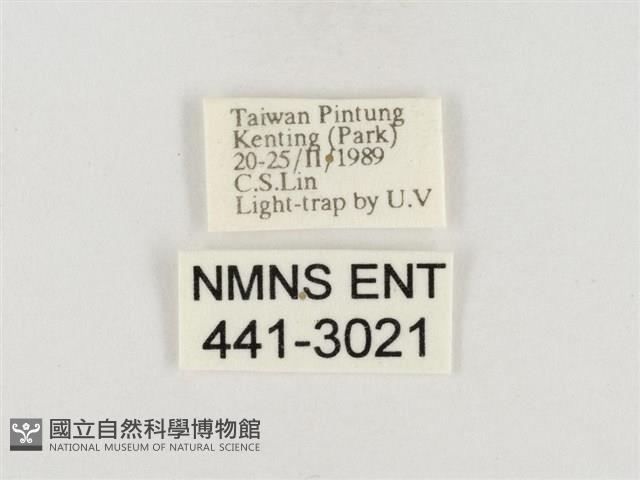 Taiwan Pintung
Kenting (Park)
20-25/II/1989
C.S.Lin
Light-trap by U.V
NMNS ENT
441-3021
國立自然科學博物館
NATIONAL MUSEUM OF NATURAL SCIENCE